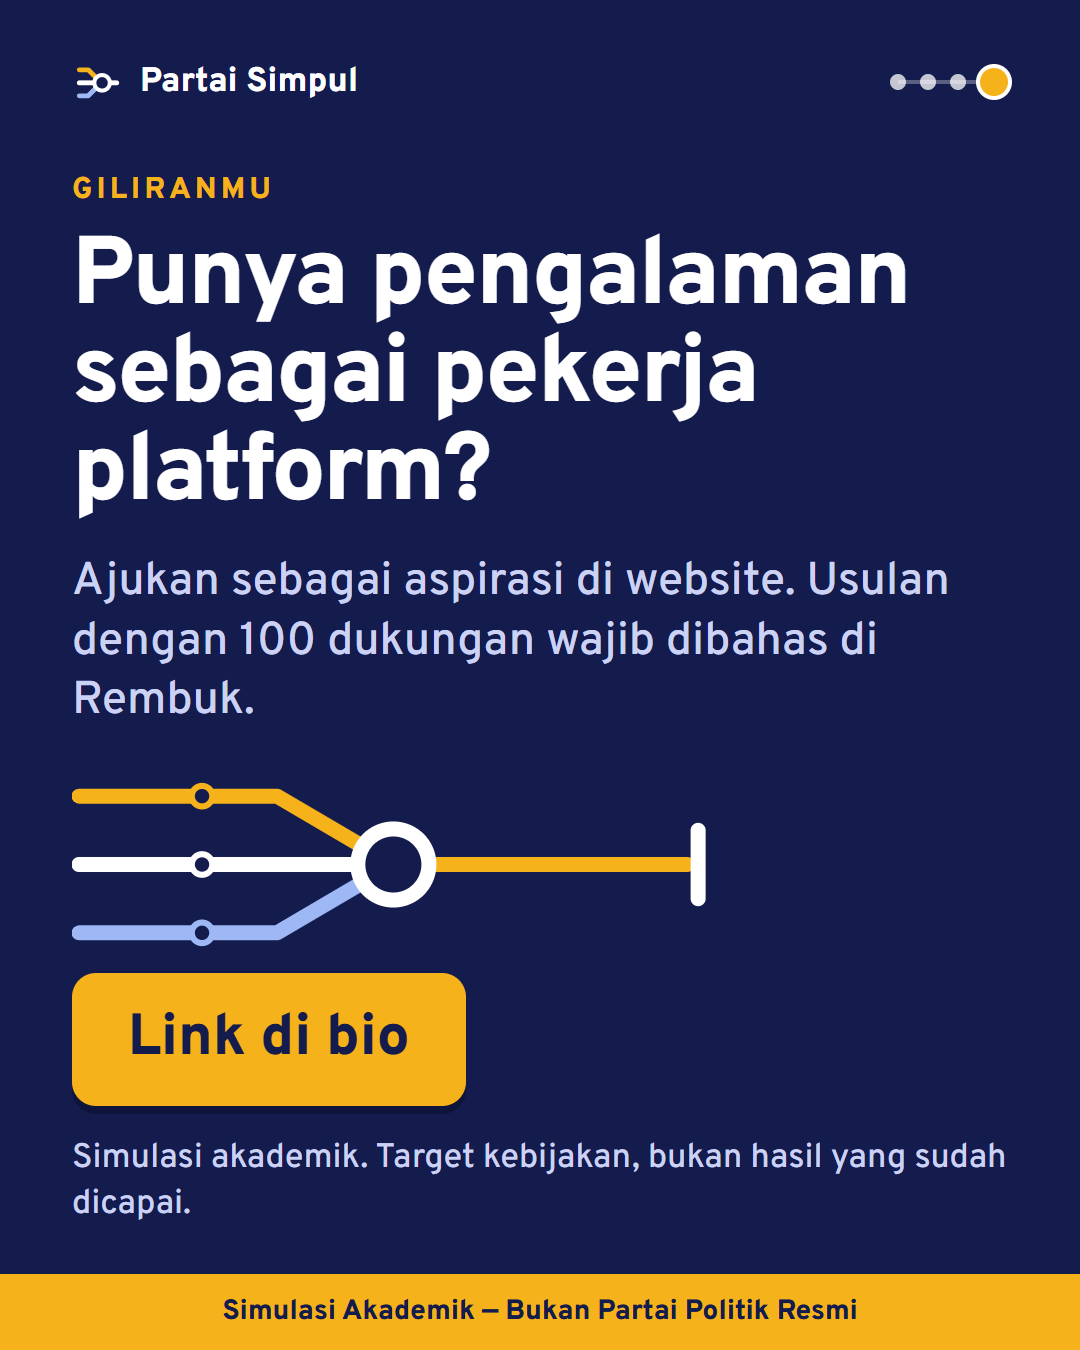 Partai Simpul
GILIRANMU
Punya pengalaman
sebagai pekerja
platform?
Ajukan sebagai aspirasi di website. Usulan
dengan 100 dukungan wajib dibahas di
Rembuk.
Link di bio
Simulasi akademik. Target kebijakan, bukan hasil yang sudah
dicapai.
Simulasi Akademik — Bukan Partai Politik Resmi